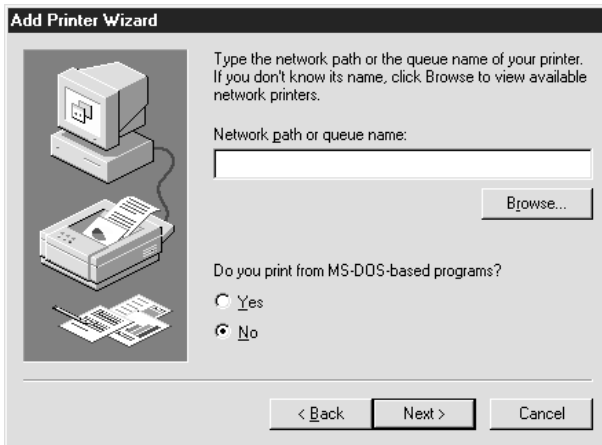 Add Printer Wizard
Type the network path or the queue name of your printer.
If you don't know its name, click Browse to view available
network printers.
Network path or queue name:
Browse...
Do you print from MS-DOS-based programs?
Yes
No
< Back
Next >
Cancel